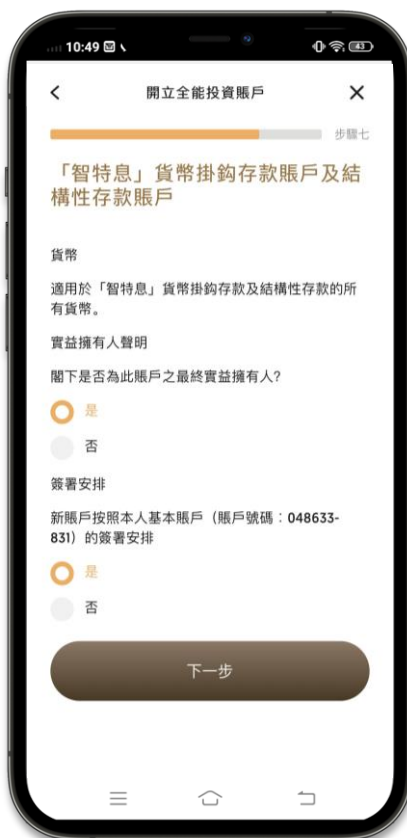 10:49
43
開立全能投資賬戶
步驟七
「智特息」貨幣掛鈎存款賬戶及結
構性存款賬戶
貨幣
適用於「智特息」貨幣掛鈎存款及結構性存款的所
有貨幣。
實益擁有人聲明
閣下是否為此賬戶之最終實益擁有人?
是
否
簽署安排
新賬戶按照本人基本賬戶（賬戶號碼：048633-
831）的簽署安排
是
否
下一步